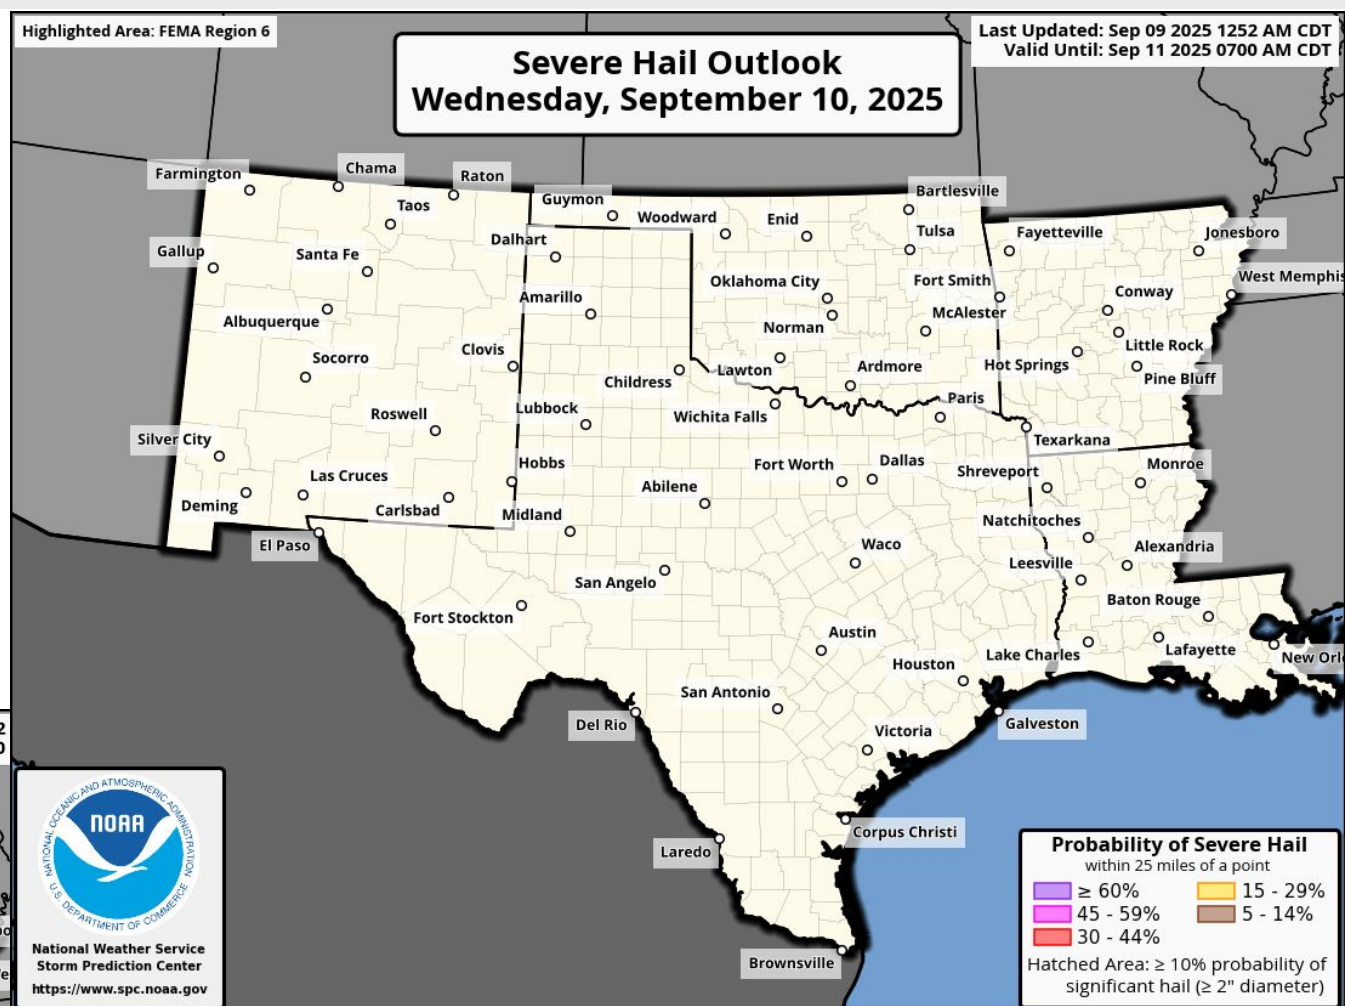 Highlighted Area: FEMA Region 6
Severe Hail Outlook
Wednesday, September 10, 2025
Last Updated: Sep 09 2025 1252 AM CDT
Valid Until: Sep 11 2025 0700 AM CDT
Farmington
Chama
Raton
Taos
Guymon
Woodward
Enid
Bartlesville
Tulsa
Fayetteville
Jonesboro
Gallup
Santa Fe
Dalhart
Oklahoma City
Fort Smith
West Memphis
Albuquerque
Amarillo
Norman
McAlester
Conway
Little Rock
Socorro
Clovis
Childress
Lawton
Ardmore
Hot Springs
Pine Bluff
Roswell
Lubbock
Wichita Falls
Paris
Texarkana
Silver City
Las Cruces
Hobbs
Abilene
Fort Worth
Dallas
Shreveport
Monroe
Deming
Carlsbad
Midland
Natchitoches
El Paso
San Angelo
Waco
Leesville
Alexandria
Fort Stockton
Austin
Baton Rouge
Houston
Lake Charles
Lafayette
New Orl
San Antonio
Del Rio
Victoria
Galveston
Corpus Christi
Laredo
Brownsville
2
0
NATIONAL OCEANIC AND ATMOSPHERIC ADMINISTRATION
NOAA
U.S. DEPARTMENT OF COMMERCE
National Weather Service
Storm Prediction Center
https://www.spc.noaa.gov
Probability of Severe Hail
within 25 miles of a point
≥ 60%
15 - 29%
45 - 59%
5 - 14%
30 - 44%
Hatched Area: ≥ 10% probability of
significant hail (≥ 2" diameter)